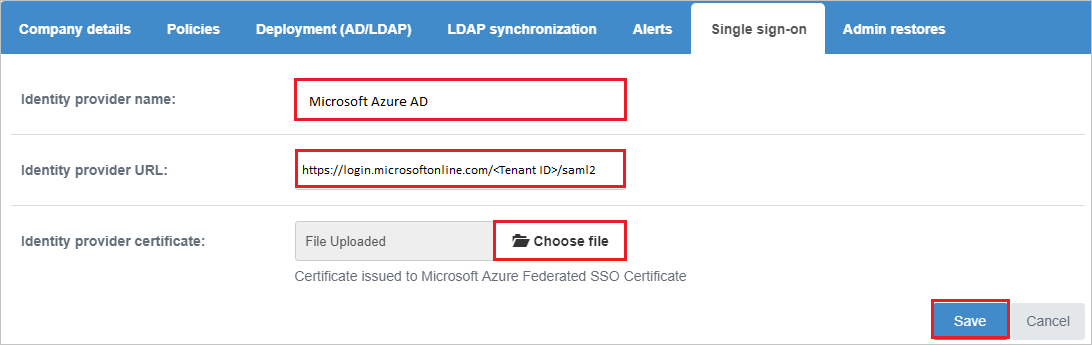 Company details Policies Deployment (AD/LDAP) LDAP synchronization Alerts Single sign-on Admin restores
Identity provider name: Microsoft Azure AD
Identity provider URL: https://login.microsoftonline.com/<Tenant ID>/saml2
Identity provider certificate: File Uploaded Choose file
Certificate issued to Microsoft Azure Federated SSO Certificate
Save Cancel